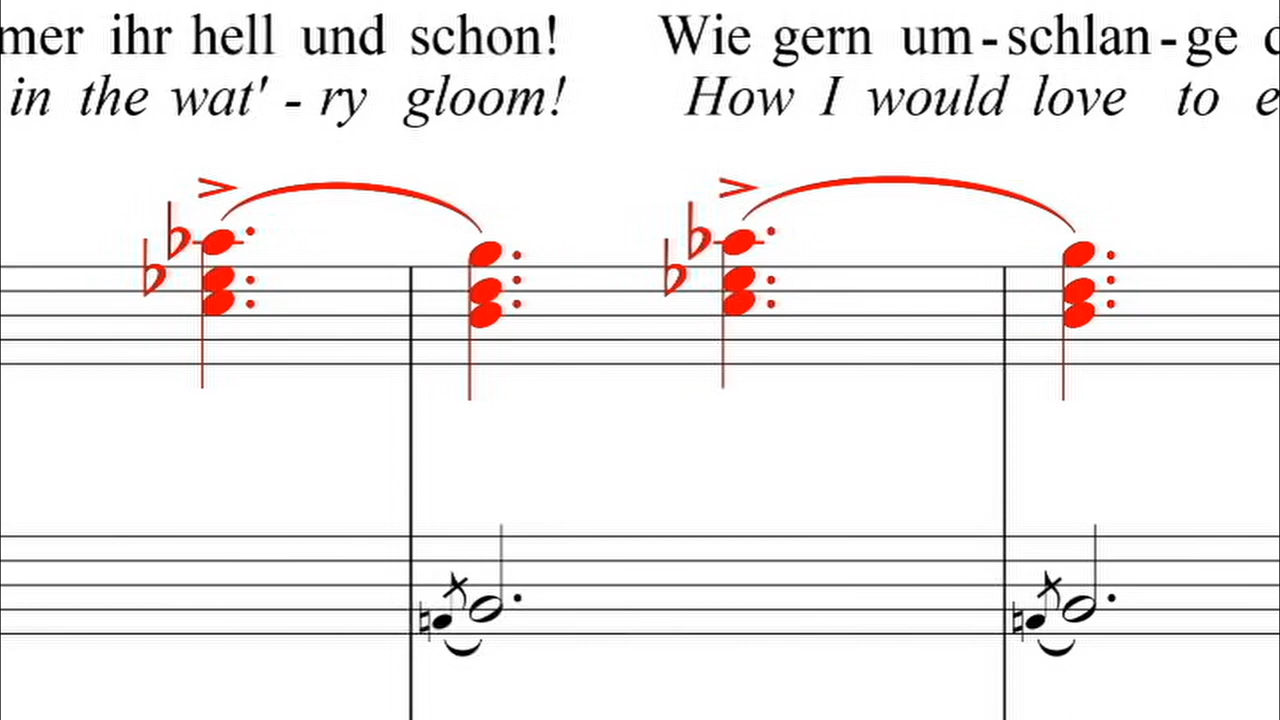 mer ihr hell und schon! Wie gern um-schlan-ge
in the wat'-ry gloom! How I would love to